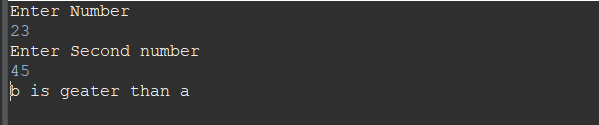 Enter Number
23
Enter Second number
45
b is geater than a